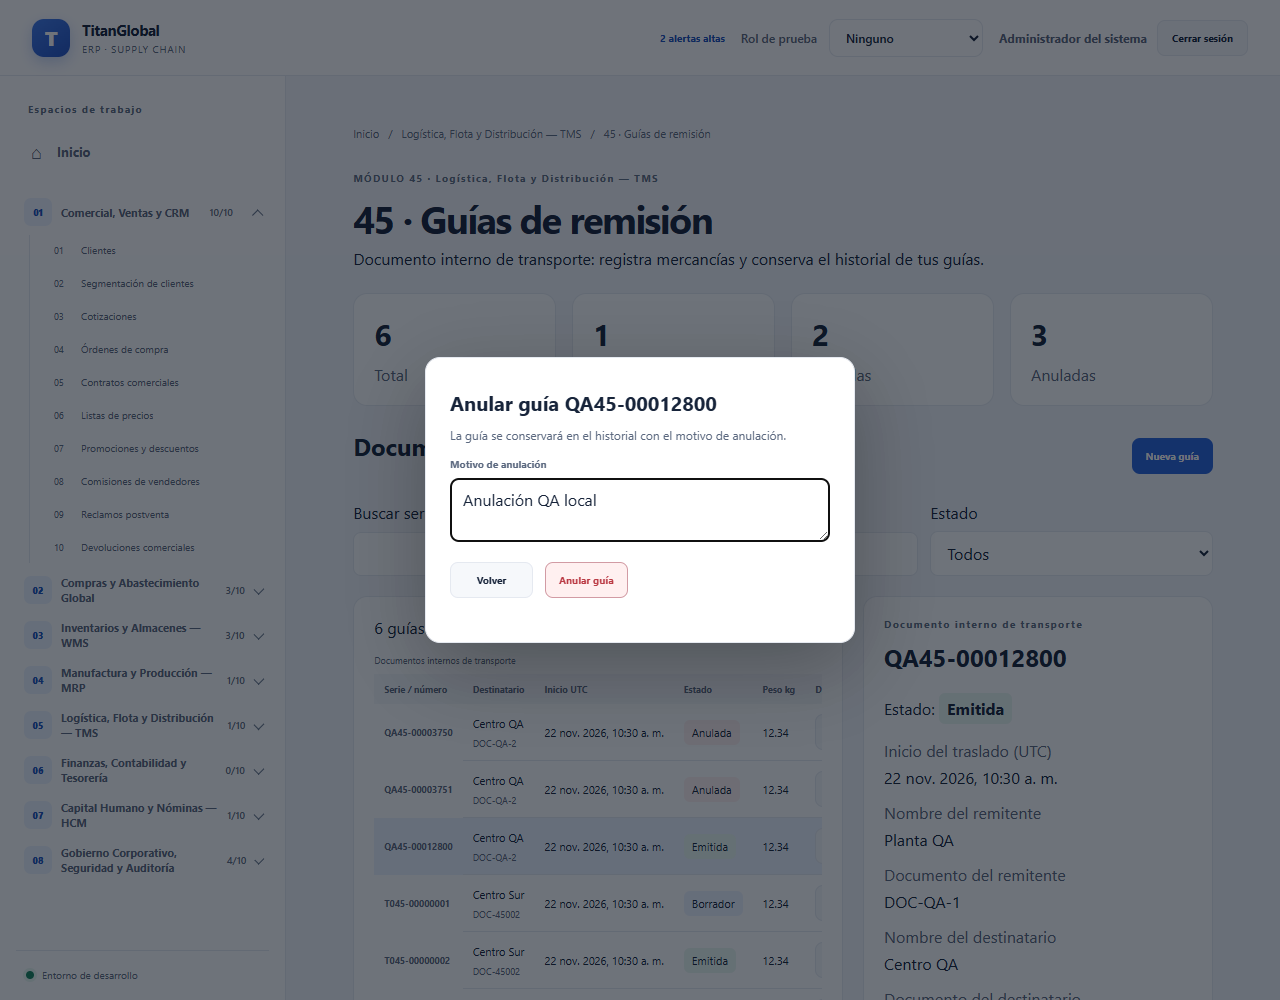 T
TitanGlobal
ERP · SUPPLY CHAIN
2 alertas altas
Rol de prueba
Ninguno
Administrador del sistema
Cerrar sesión
Espacios de trabajo
Inicio
01 Comercial, Ventas y CRM 10/10
01 Clientes
02 Segmentación de clientes
03 Cotizaciones
04 Órdenes de compra
05 Contratos comerciales
06 Listas de precios
07 Promociones y descuentos
08 Comisiones de vendedores
09 Reclamos postventa
10 Devoluciones comerciales
02 Compras y Abastecimiento Global 3/10
03 Inventarios y Almacenes — WMS 3/10
04 Manufactura y Producción — MRP 1/10
05 Logística, Flota y Distribución — TMS 1/10
06 Finanzas, Contabilidad y Tesorería 0/10
07 Capital Humano y Nóminas — HCM 1/10
08 Gobierno Corporativo, Seguridad y Auditoría 4/10
Entorno de desarrollo
Inicio / Logística, Flota y Distribución — TMS / 45 · Guías de remisión
MÓDULO 45 · Logística, Flota y Distribución — TMS
45 · Guías de remisión
Documento interno de transporte: registra mercancías y conserva el historial de tus guías.
6
Total
1
2
as
3
Anuladas
Docum
Nueva guía
Buscar ser
Estado
Todos
Anular guía QA45-00012800
La guía se conservará en el historial con el motivo de anulación.
Motivo de anulación
Anulación QA local
Volver
Anular guía
6 guías
Documentos internos de transporte
Serie / número Destinatario Inicio UTC Estado Peso kg D
QA45-00003750 Centro QA DOC-QA-2 22 nov. 2026, 10:30 a. m. Anulada 12.34
QA45-00003751 Centro QA DOC-QA-2 22 nov. 2026, 10:30 a. m. Anulada 12.34
QA45-00012800 Centro QA DOC-QA-2 22 nov. 2026, 10:30 a. m. Emitida 12.34
T045-00000001 Centro Sur DOC-45002 22 nov. 2026, 10:30 a. m. Borrador 12.34
T045-00000002 Centro Sur DOC-45002 22 nov. 2026, 10:30 a. m. Emitida 12.34
Documento interno de transporte
QA45-00012800
Estado: Emitida
Inicio del traslado (UTC)
22 nov. 2026, 10:30 a. m.
Nombre del remitente
Planta QA
Documento del remitente
DOC-QA-1
Nombre del destinatario
Centro QA
Documento del destinatario